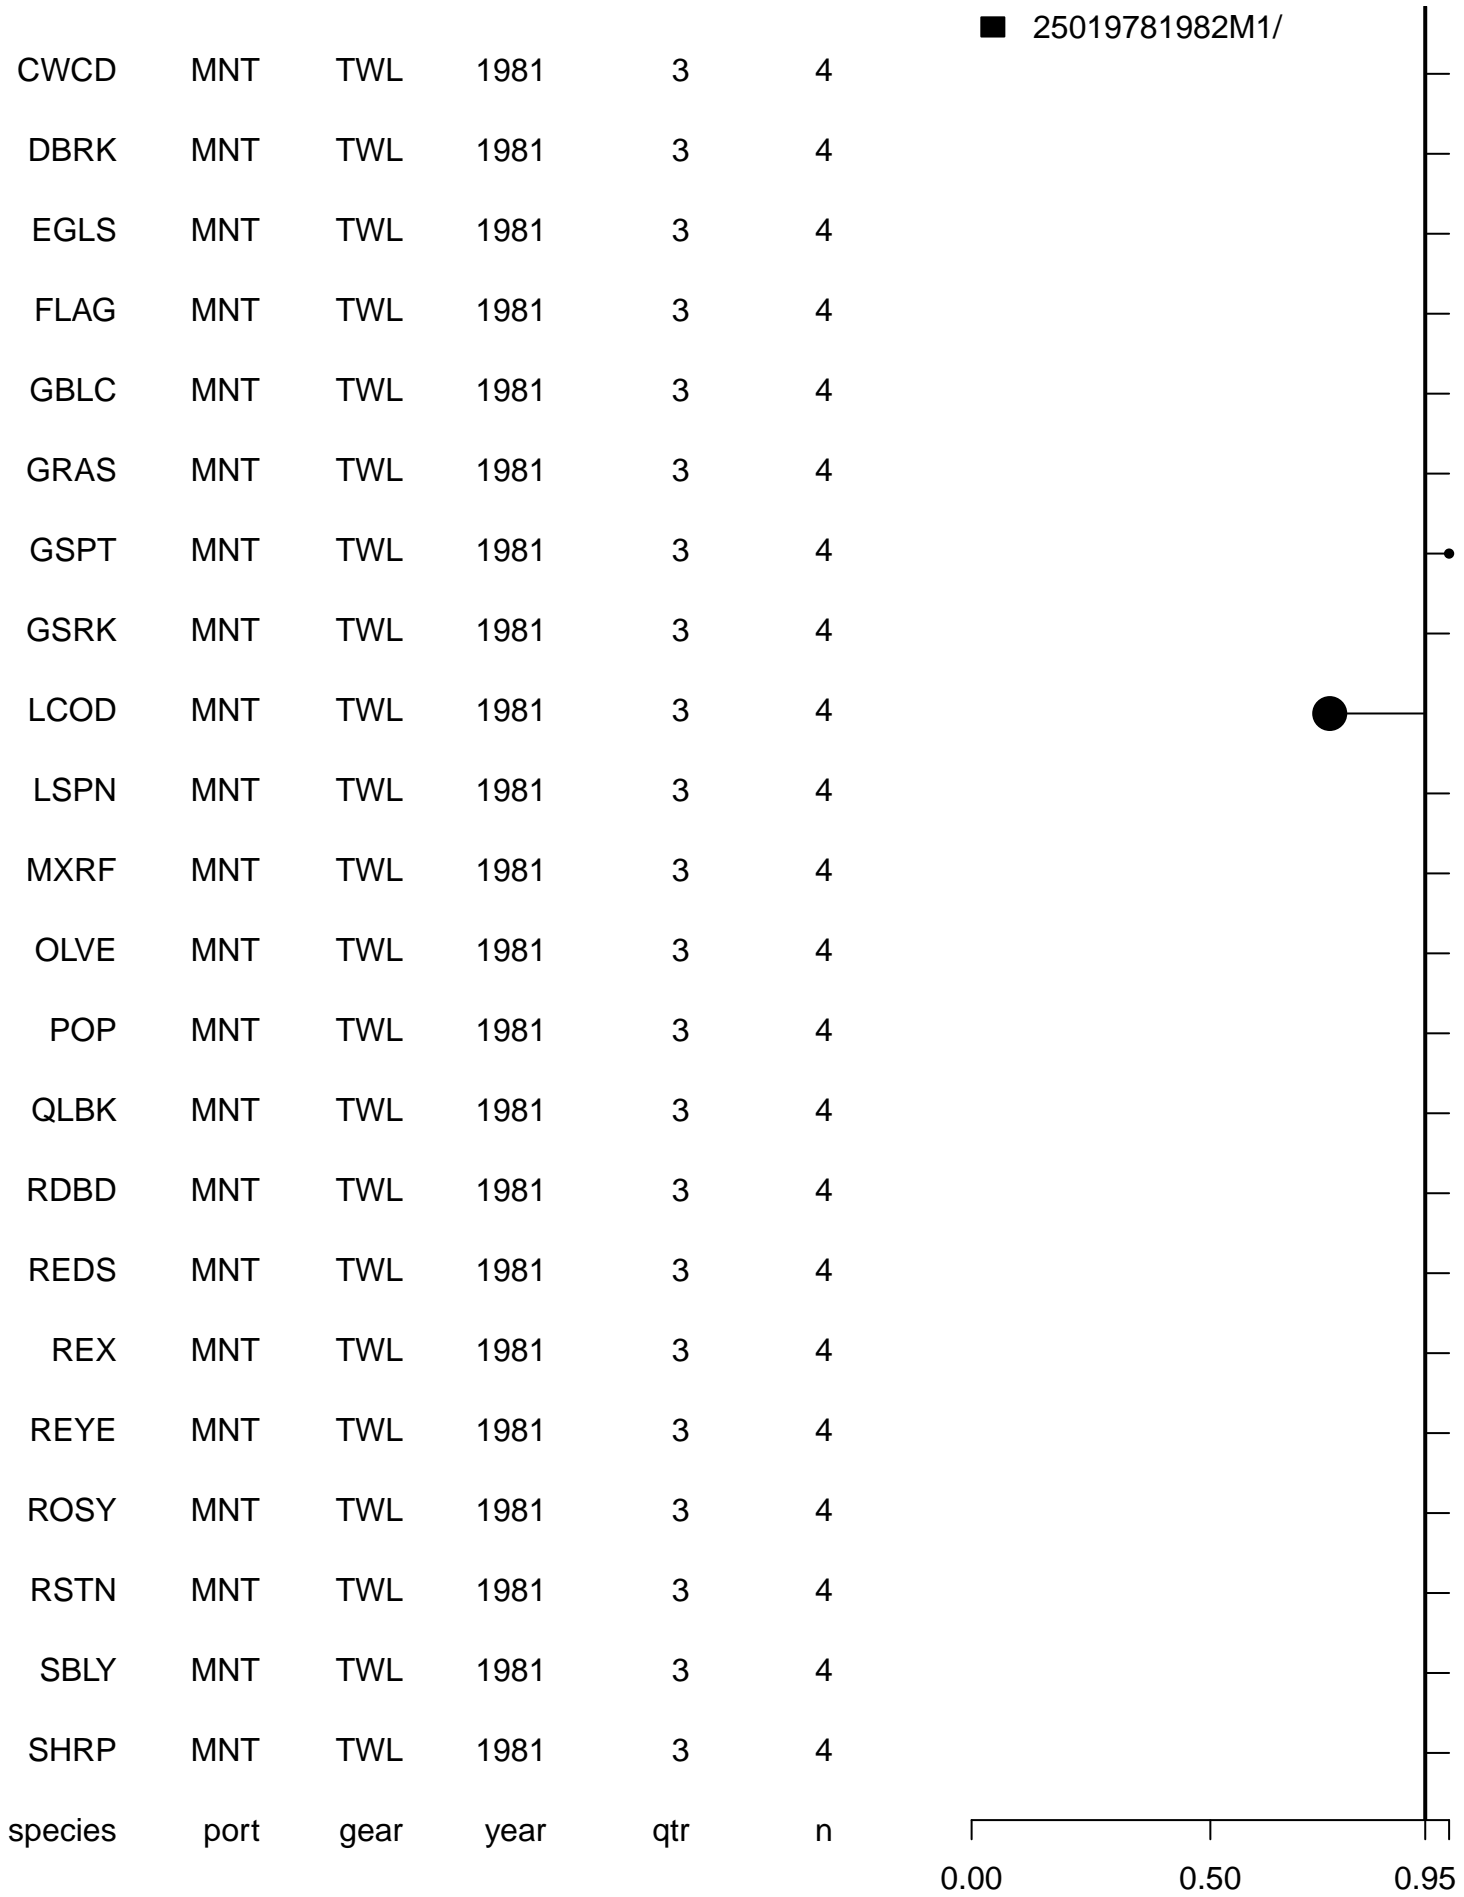 25019781982M1/
CWCD MNT TWL 1981 3 4
DBRK MNT TWL 1981 3 4
EGLS MNT TWL 1981 3 4
FLAG MNT TWL 1981 3 4
GBLC MNT TWL 1981 3 4
GRAS MNT TWL 1981 3 4
GSPT MNT TWL 1981 3 4
GSRK MNT TWL 1981 3 4
LCOD MNT TWL 1981 3 4
LSPN MNT TWL 1981 3 4
MXRF MNT TWL 1981 3 4
OLVE MNT TWL 1981 3 4
POP MNT TWL 1981 3 4
QLBK MNT TWL 1981 3 4
RDBD MNT TWL 1981 3 4
REDS MNT TWL 1981 3 4
REX MNT TWL 1981 3 4
REYE MNT TWL 1981 3 4
ROSY MNT TWL 1981 3 4
RSTN MNT TWL 1981 3 4
SBLY MNT TWL 1981 3 4
SHRP MNT TWL 1981 3 4
species port gear year qtr n
0.00 0.50 0.95